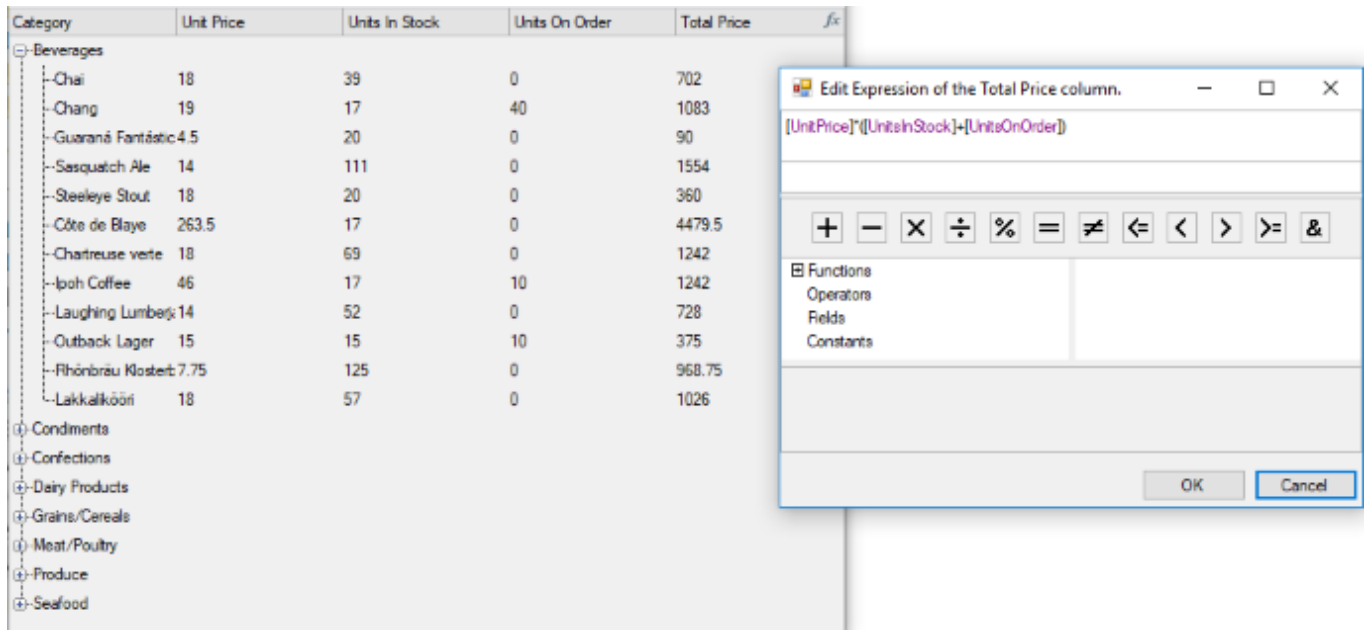 Category Unit Price Units In Stock Units On Order Total Price fx
Beverages
Chai 18 39 0 702
Chang 19 17 40 1083
Guaraná Fantástic 4.5 20 0 90
Sasquatch Ale 14 111 0 1554
Steeleye Stout 18 20 0 360
Côte de Blaye 263.5 17 0 4479.5
Chartreuse verte 18 69 0 1242
Ipoh Coffee 46 17 10 1242
Laughing Lumberj 14 52 0 728
Outback Lager 15 15 10 375
Rhönbräu Klosterb 7.75 125 0 968.75
Lakkalikööri 18 57 0 1026
Condiments
Confections
Dairy Products
Grains/Cereals
Meat/Poultry
Produce
Seafood
Edit Expression of the Total Price column.
[UnitPrice]*([UnitsInStock]+[UnitsOnOrder])
+ − × ÷ % = ≠ <= < > >= &
Functions
Operators
Fields
Constants
OK Cancel